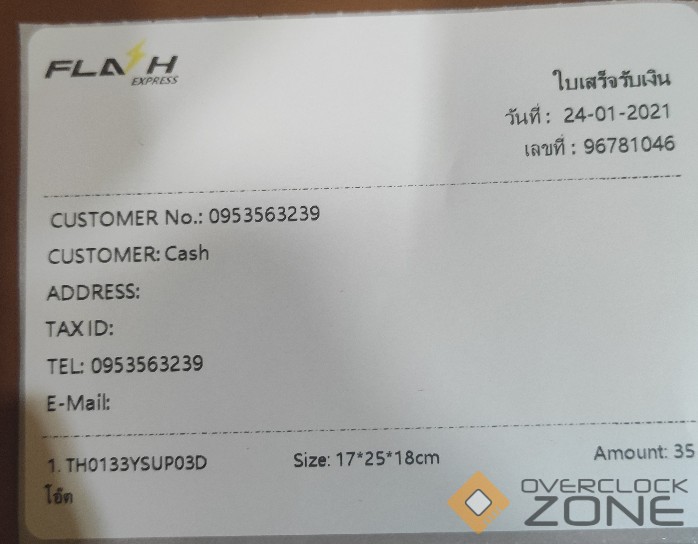 FLASH
EXPRESS
ใบเสร็จรับเงิน
วันที่ : 24-01-2021
เลขที่ : 96781046
CUSTOMER No.: 0953563239
CUSTOMER: Cash
ADDRESS:
TAX ID:
TEL: 0953563239
E-Mail:
1. TH0133YSUP03D Size: 17*25*18cm Amount: 35
โอ๊ต
OVERCLOCK
ZONE